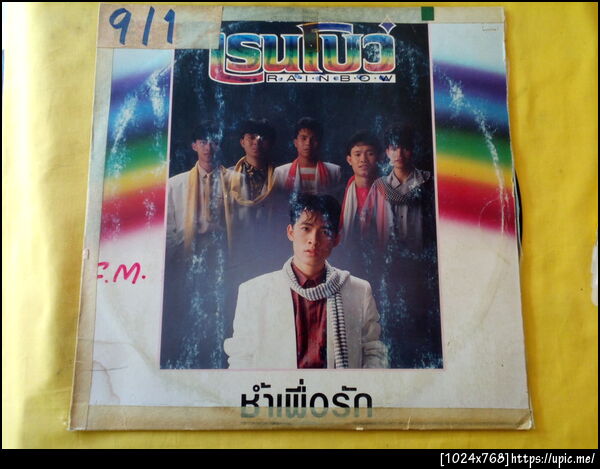 9/1
เรนโบว์
RAINBOW
F.M.
ช้ำเพื่อรัก
[1024x768]https://upic.me/